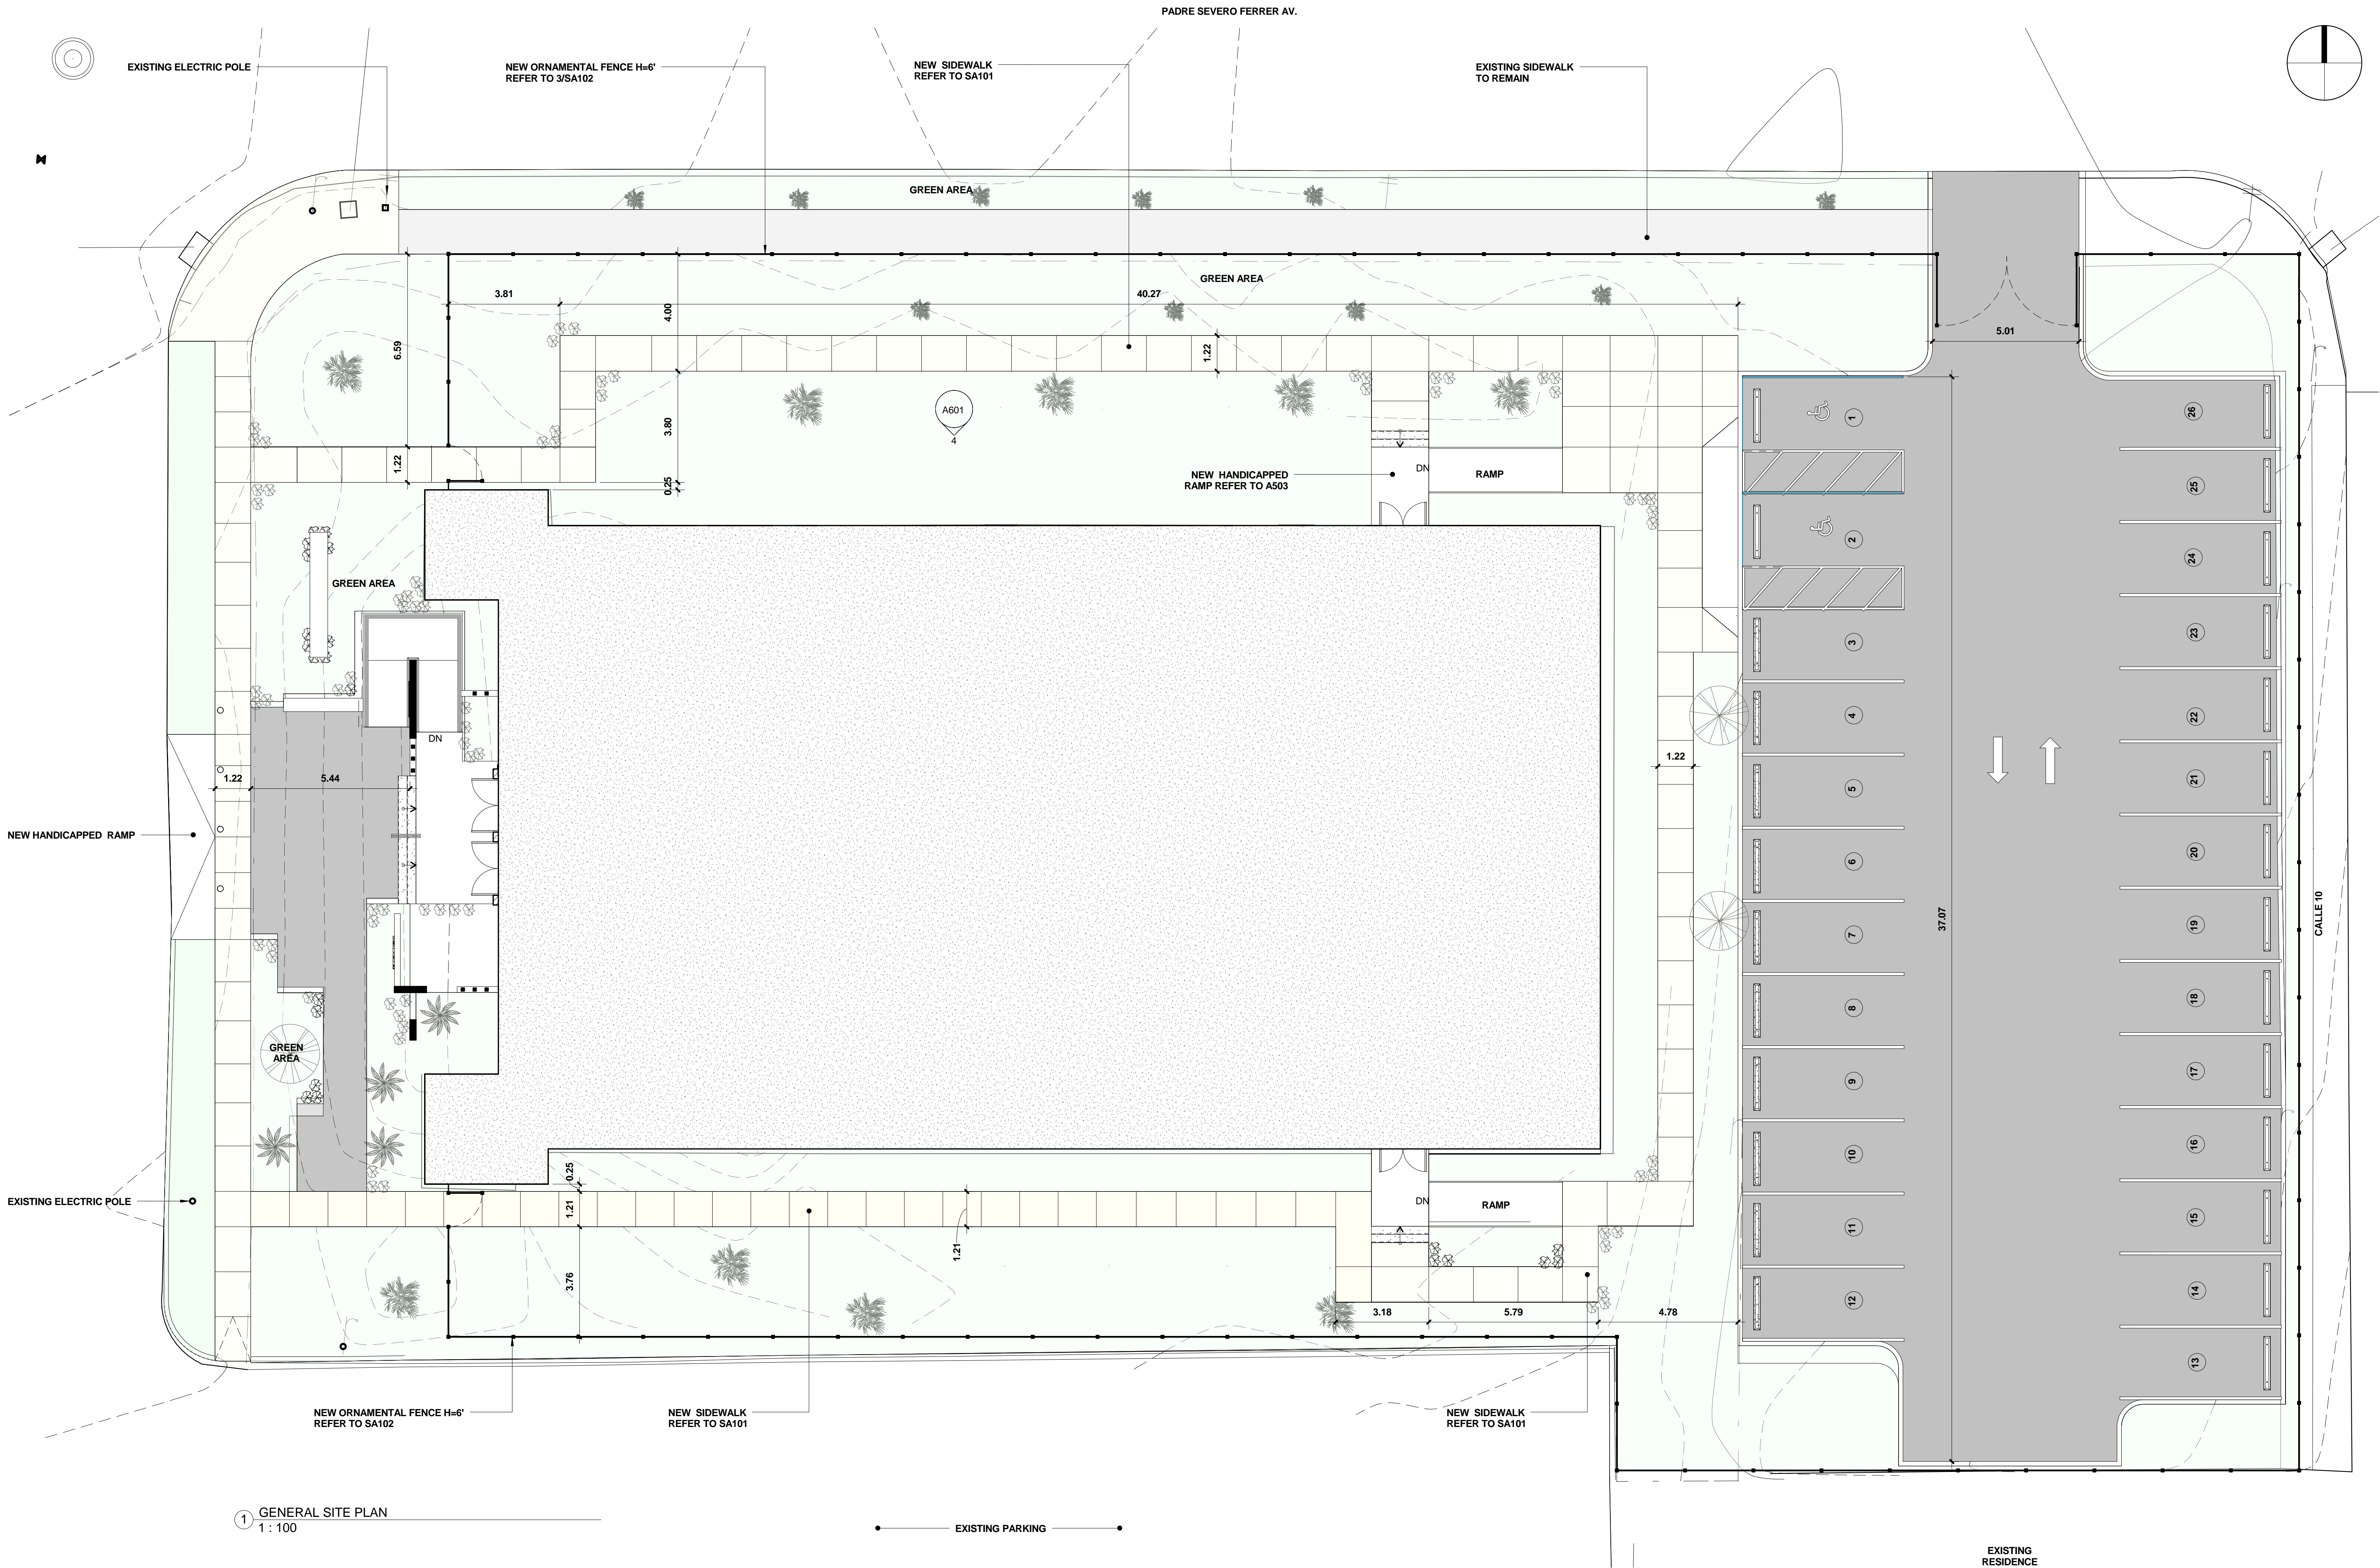 PADRE SEVERO FERRER AV.
EXISTING ELECTRIC POLE
NEW ORNAMENTAL FENCE H=6'
REFER TO 3/SA102
NEW SIDEWALK
REFER TO SA101
EXISTING SIDEWALK
TO REMAIN
GREEN AREA
GREEN AREA
3.81
40.27
4.00
6.59
1.22
5.01
A601
4
3.80
1.22
0.25
NEW HANDICAPPED
RAMP REFER TO A503
DN
RAMP
GREEN AREA
DN
1.22
5.44
1.22
NEW HANDICAPPED RAMP
GREEN
AREA
EXISTING ELECTRIC POLE
0.25
1.21
1.21
3.76
DN
RAMP
3.18
5.79
4.78
37.07
1
2
3
4
5
6
7
8
9
10
11
12
26
25
24
23
22
21
20
19
18
17
16
15
14
13
CALLE 10
NEW ORNAMENTAL FENCE H=6'
REFER TO SA102
NEW SIDEWALK
REFER TO SA101
NEW SIDEWALK
REFER TO SA101
1 GENERAL SITE PLAN
1 : 100
EXISTING PARKING
EXISTING
RESIDENCE